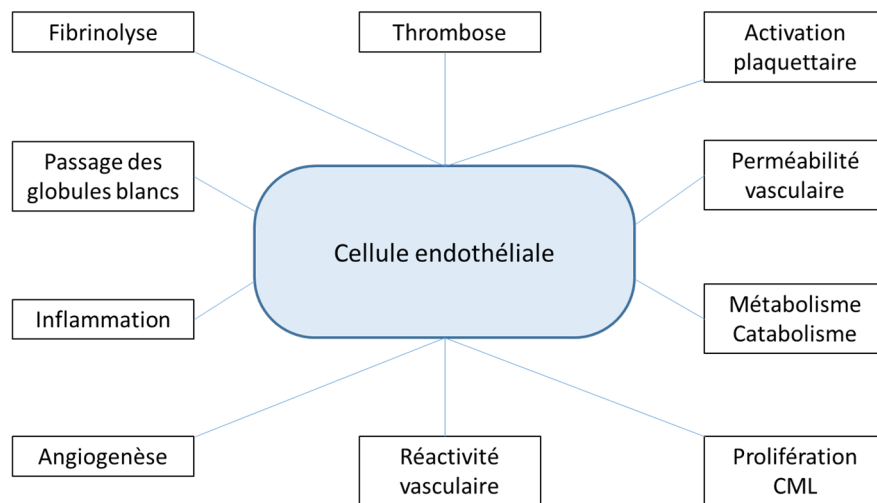 Fibrinolyse
Thrombose
Activation
plaquettaire
Passage des
globules blancs
Perméabilité
vasculaire
Cellule endothéliale
Inflammation
Métabolisme
Catabolisme
Angiogenèse
Réactivité
vasculaire
Prolifération
CML